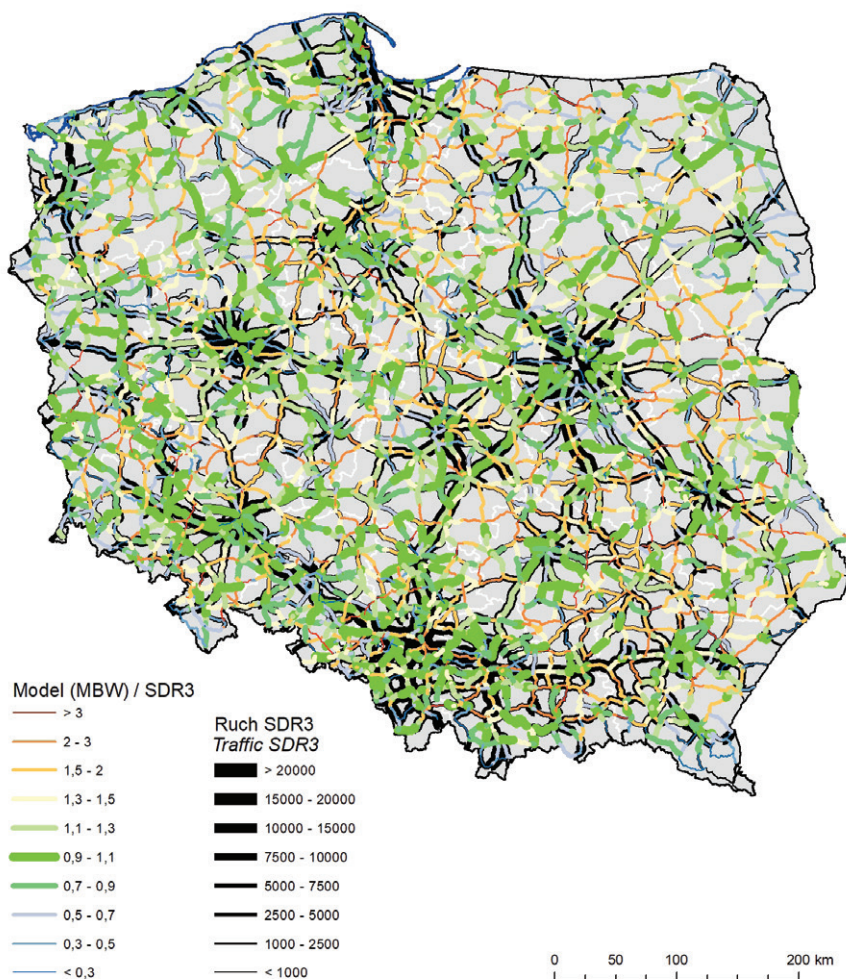 Model (MBW) / SDR3
> 3
2 - 3
1,5 - 2
1,3 - 1,5
1,1 - 1,3
0,9 - 1,1
0,7 - 0,9
0,5 - 0,7
0,3 - 0,5
< 0,3
Ruch SDR3
Traffic SDR3
> 20000
15000 - 20000
10000 - 15000
7500 - 10000
5000 - 7500
2500 - 5000
1000 - 2500
< 1000
0 50 100 200 km